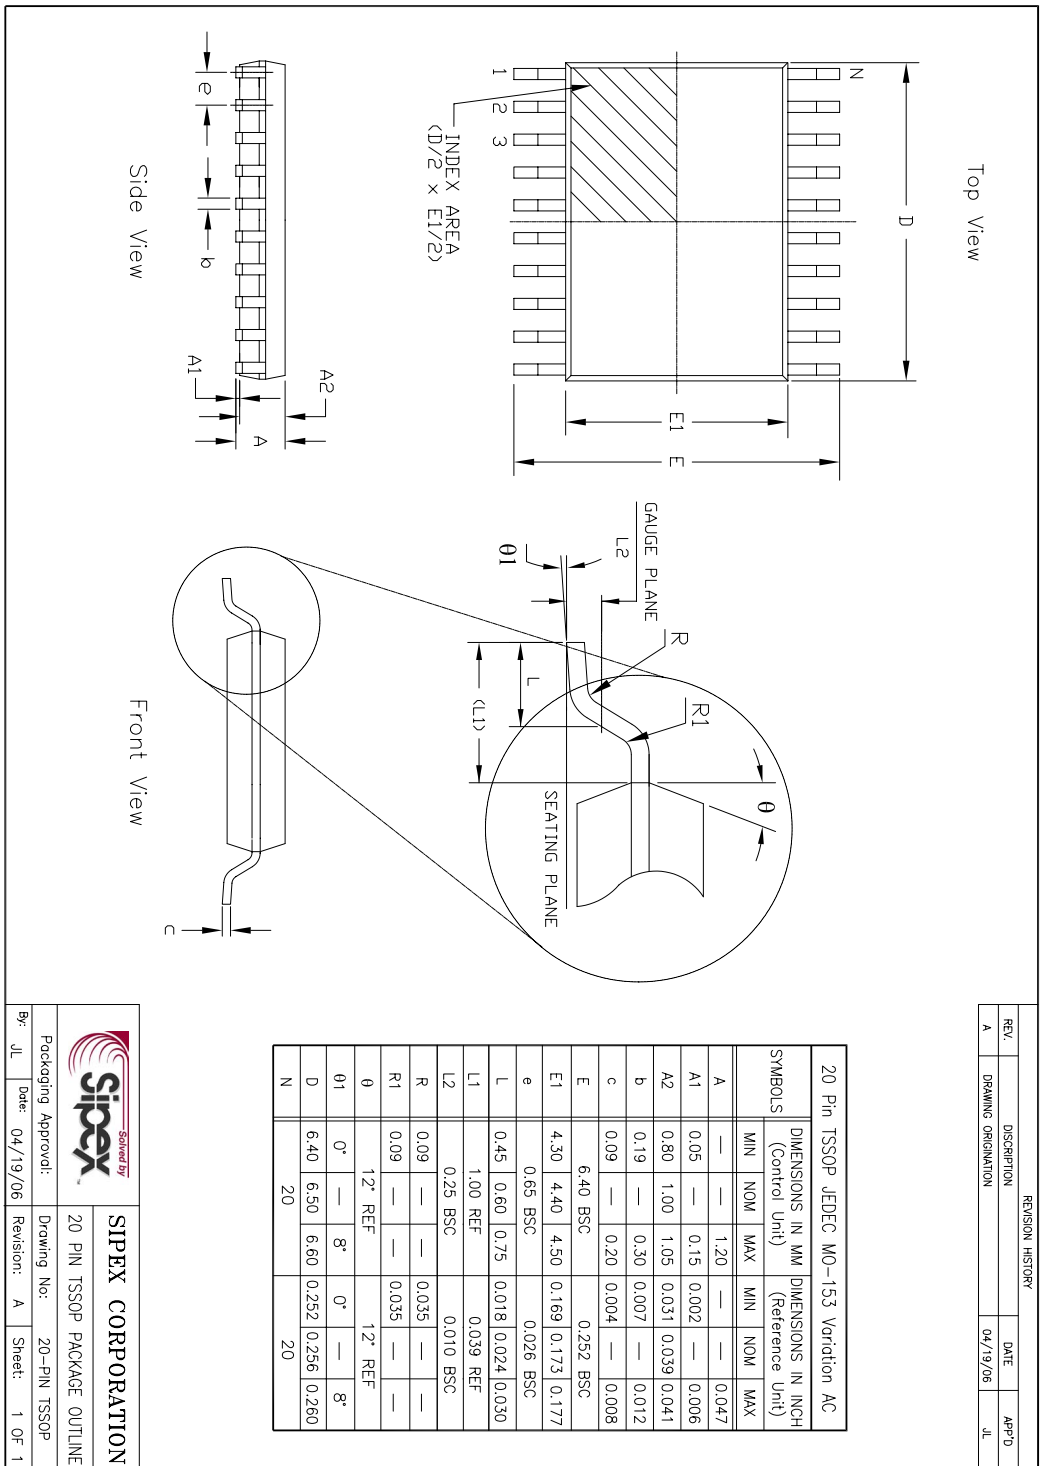 Top View
N
1
2
3
D
E1
E
INDEX AREA
(D/2 x E1/2)
Side View
e
b
A1
A2
A
Front View
c
GAUGE PLANE
L2
θ1
R
R1
L
(L1)
θ
SEATING PLANE
REVISION HISTORY
REV. DISCRIPTION DATE APP'D
A DRAWING ORIGINATION 04/19/06 JL
20 Pin TSSOP JEDEC MO-153 Variation AC
SYMBOLS DIMENSIONS IN MM (Control Unit) DIMENSIONS IN INCH (Reference Unit)
MIN NOM MAX MIN NOM MAX
A — — 1.20 — — 0.047
A1 0.05 — 0.15 0.002 — 0.006
A2 0.80 1.00 1.05 0.031 0.039 0.041
b 0.19 — 0.30 0.007 — 0.012
c 0.09 — 0.20 0.004 — 0.008
E 6.40 BSC 0.252 BSC
E1 4.30 4.40 4.50 0.169 0.173 0.177
e 0.65 BSC 0.026 BSC
L 0.45 0.60 0.75 0.018 0.024 0.030
L1 1.00 REF 0.039 REF
L2 0.25 BSC 0.010 BSC
R 0.09 — — 0.035 — —
R1 0.09 — — 0.035 — —
θ 12° REF 12° REF
θ1 0° — 8° 0° — 8°
D 6.40 6.50 6.60 0.252 0.256 0.260
N 20 20
Solved by
Sipex™
SIPEX CORPORATION
20 PIN TSSOP PACKAGE OUTLINE
Packaging Approval:
Drawing No: 20-PIN TSSOP
By: JL Date: 04/19/06 Revision: A Sheet: 1 OF 1